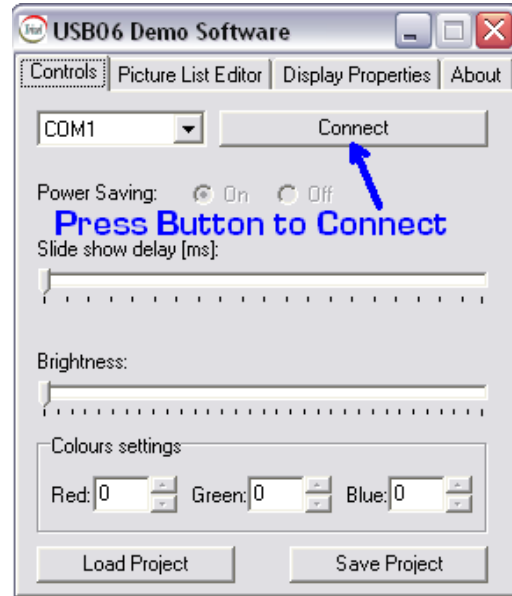 USB06 Demo Software
Controls Picture List Editor Display Properties About
COM1 Connect
Power Saving: On Off
Press Button to Connect
Slide show delay [ms]:
Brightness:
Colours settings
Red: 0 Green: 0 Blue: 0
Load Project Save Project